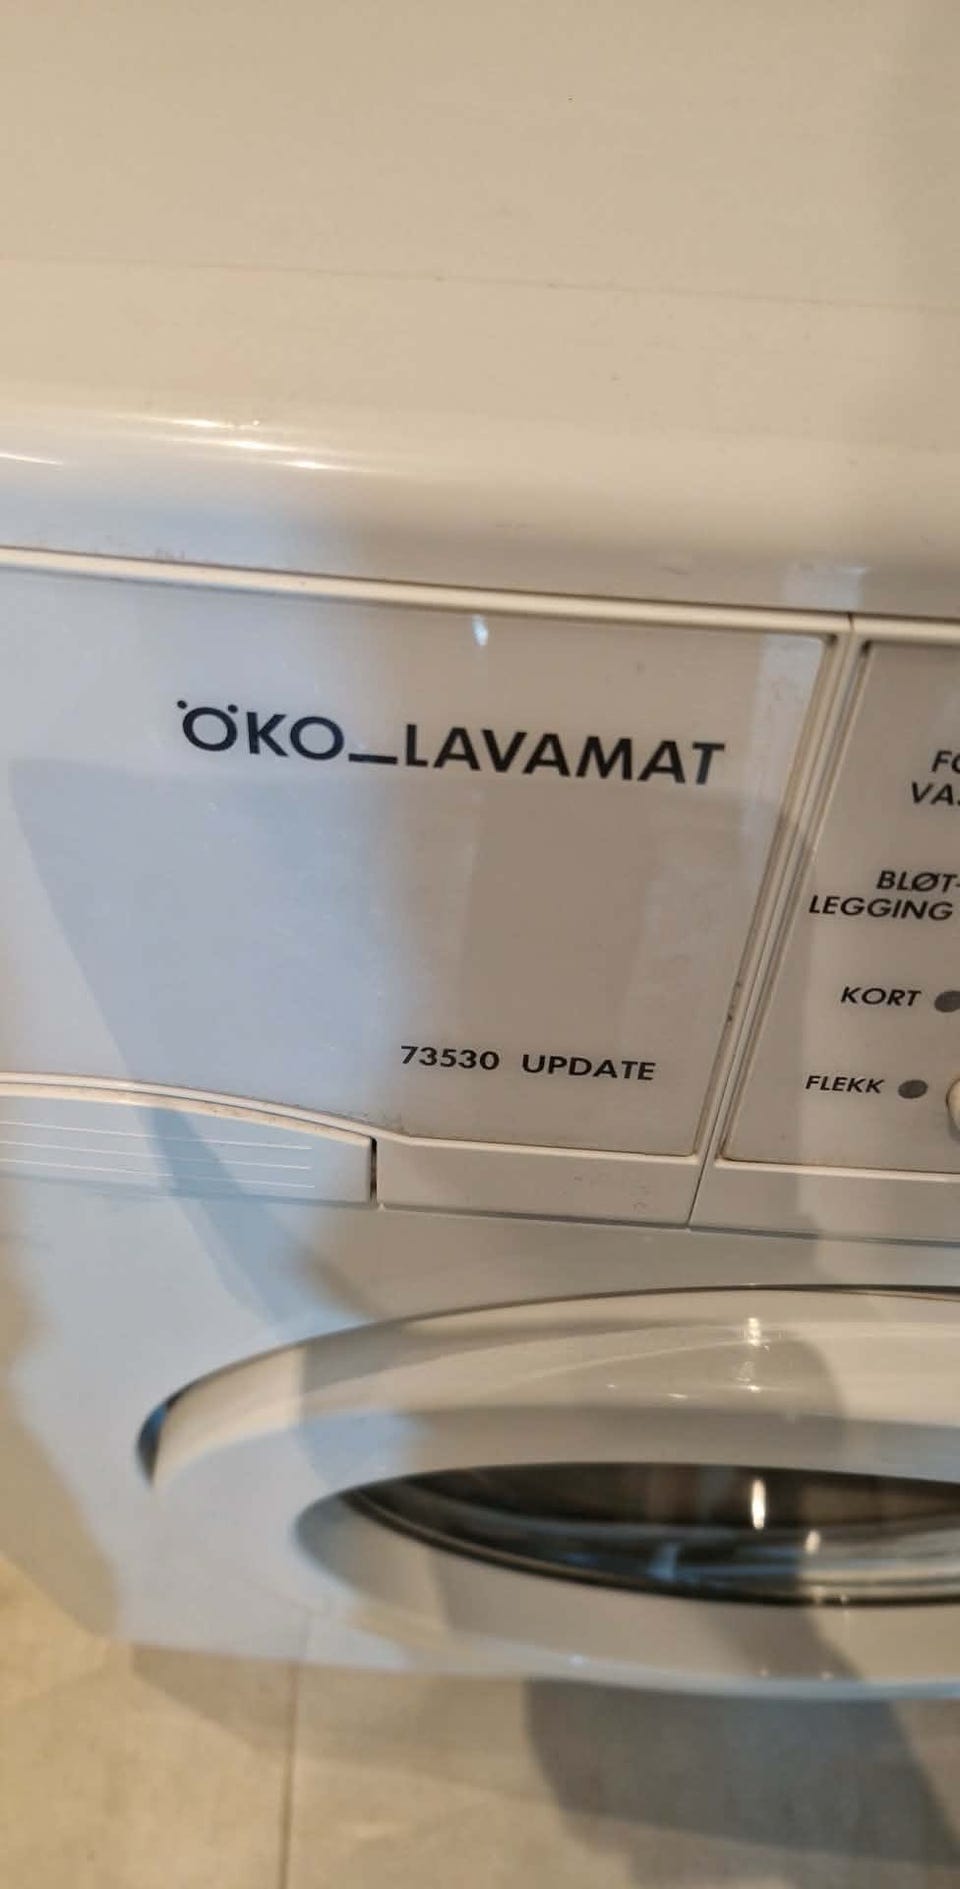 ÖKO_LAVAMAT
73530 UPDATE
BLØT-
LEGGING
KORT
FLEKK